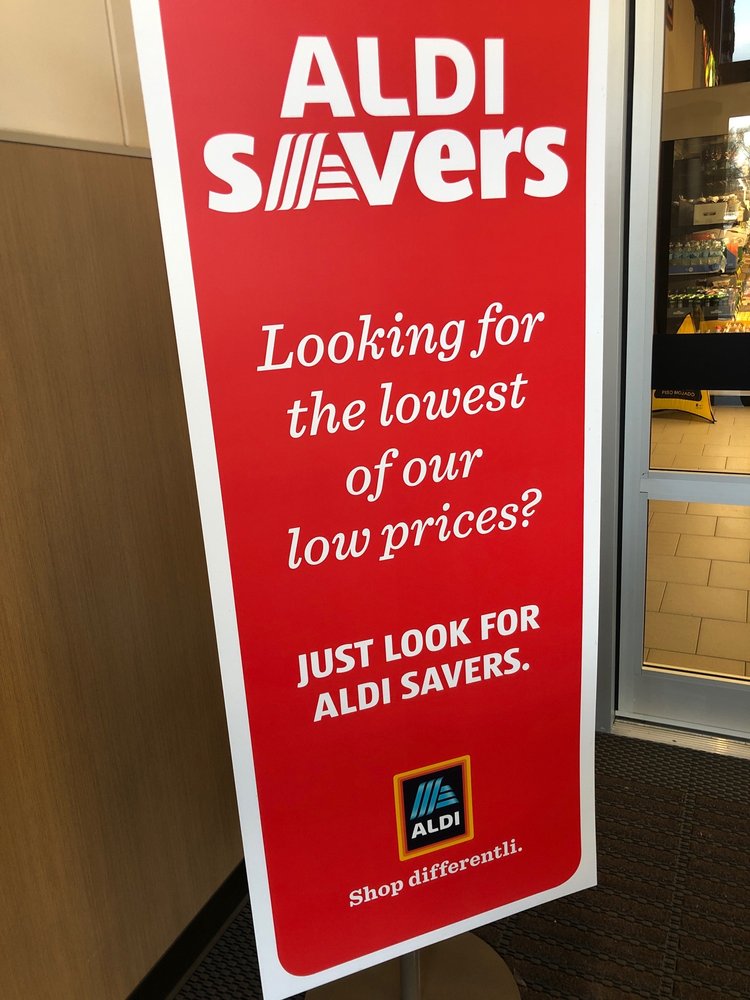 ALDI
SAVers
Looking for
the lowest
of our
low prices?
JUST LOOK FOR
ALDI SAVERS.
ALDI
Shop differentli.